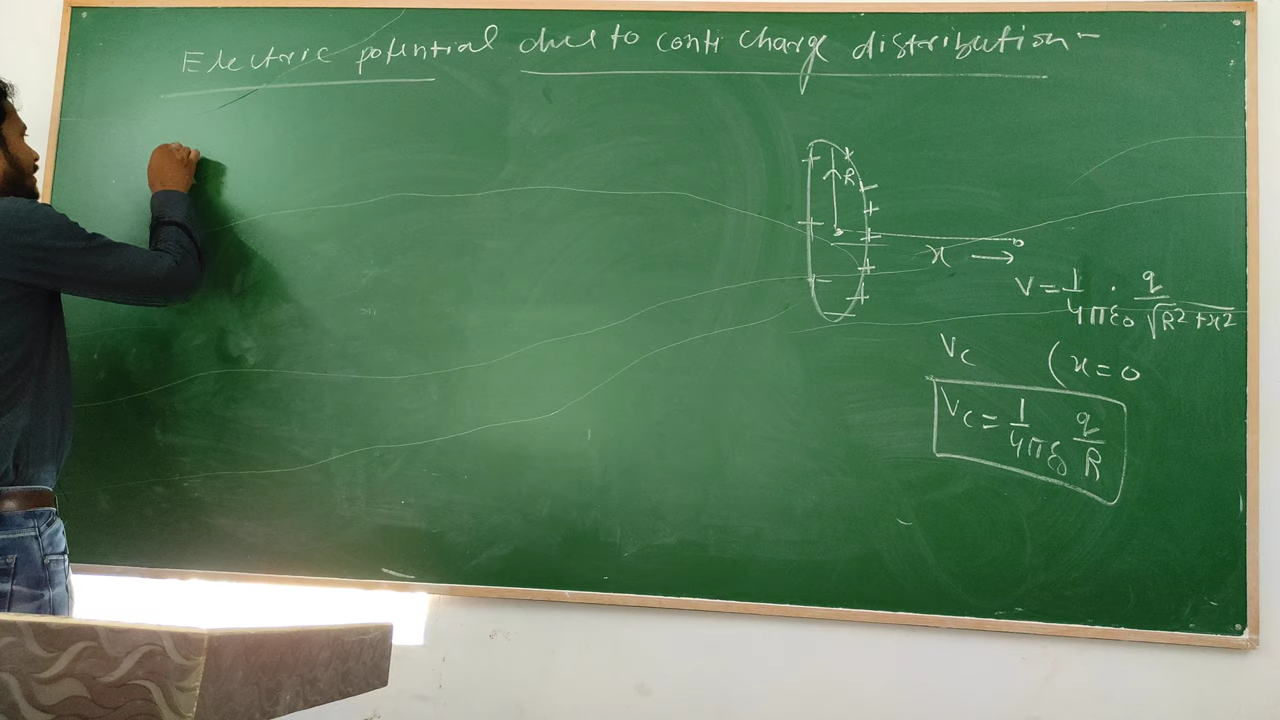 Electric potential due to conti charge distribution-
R
x →
V = 1/4πε₀ · q/√R²+x²
Vc (x=0
Vc = 1/4πε₀ q/R